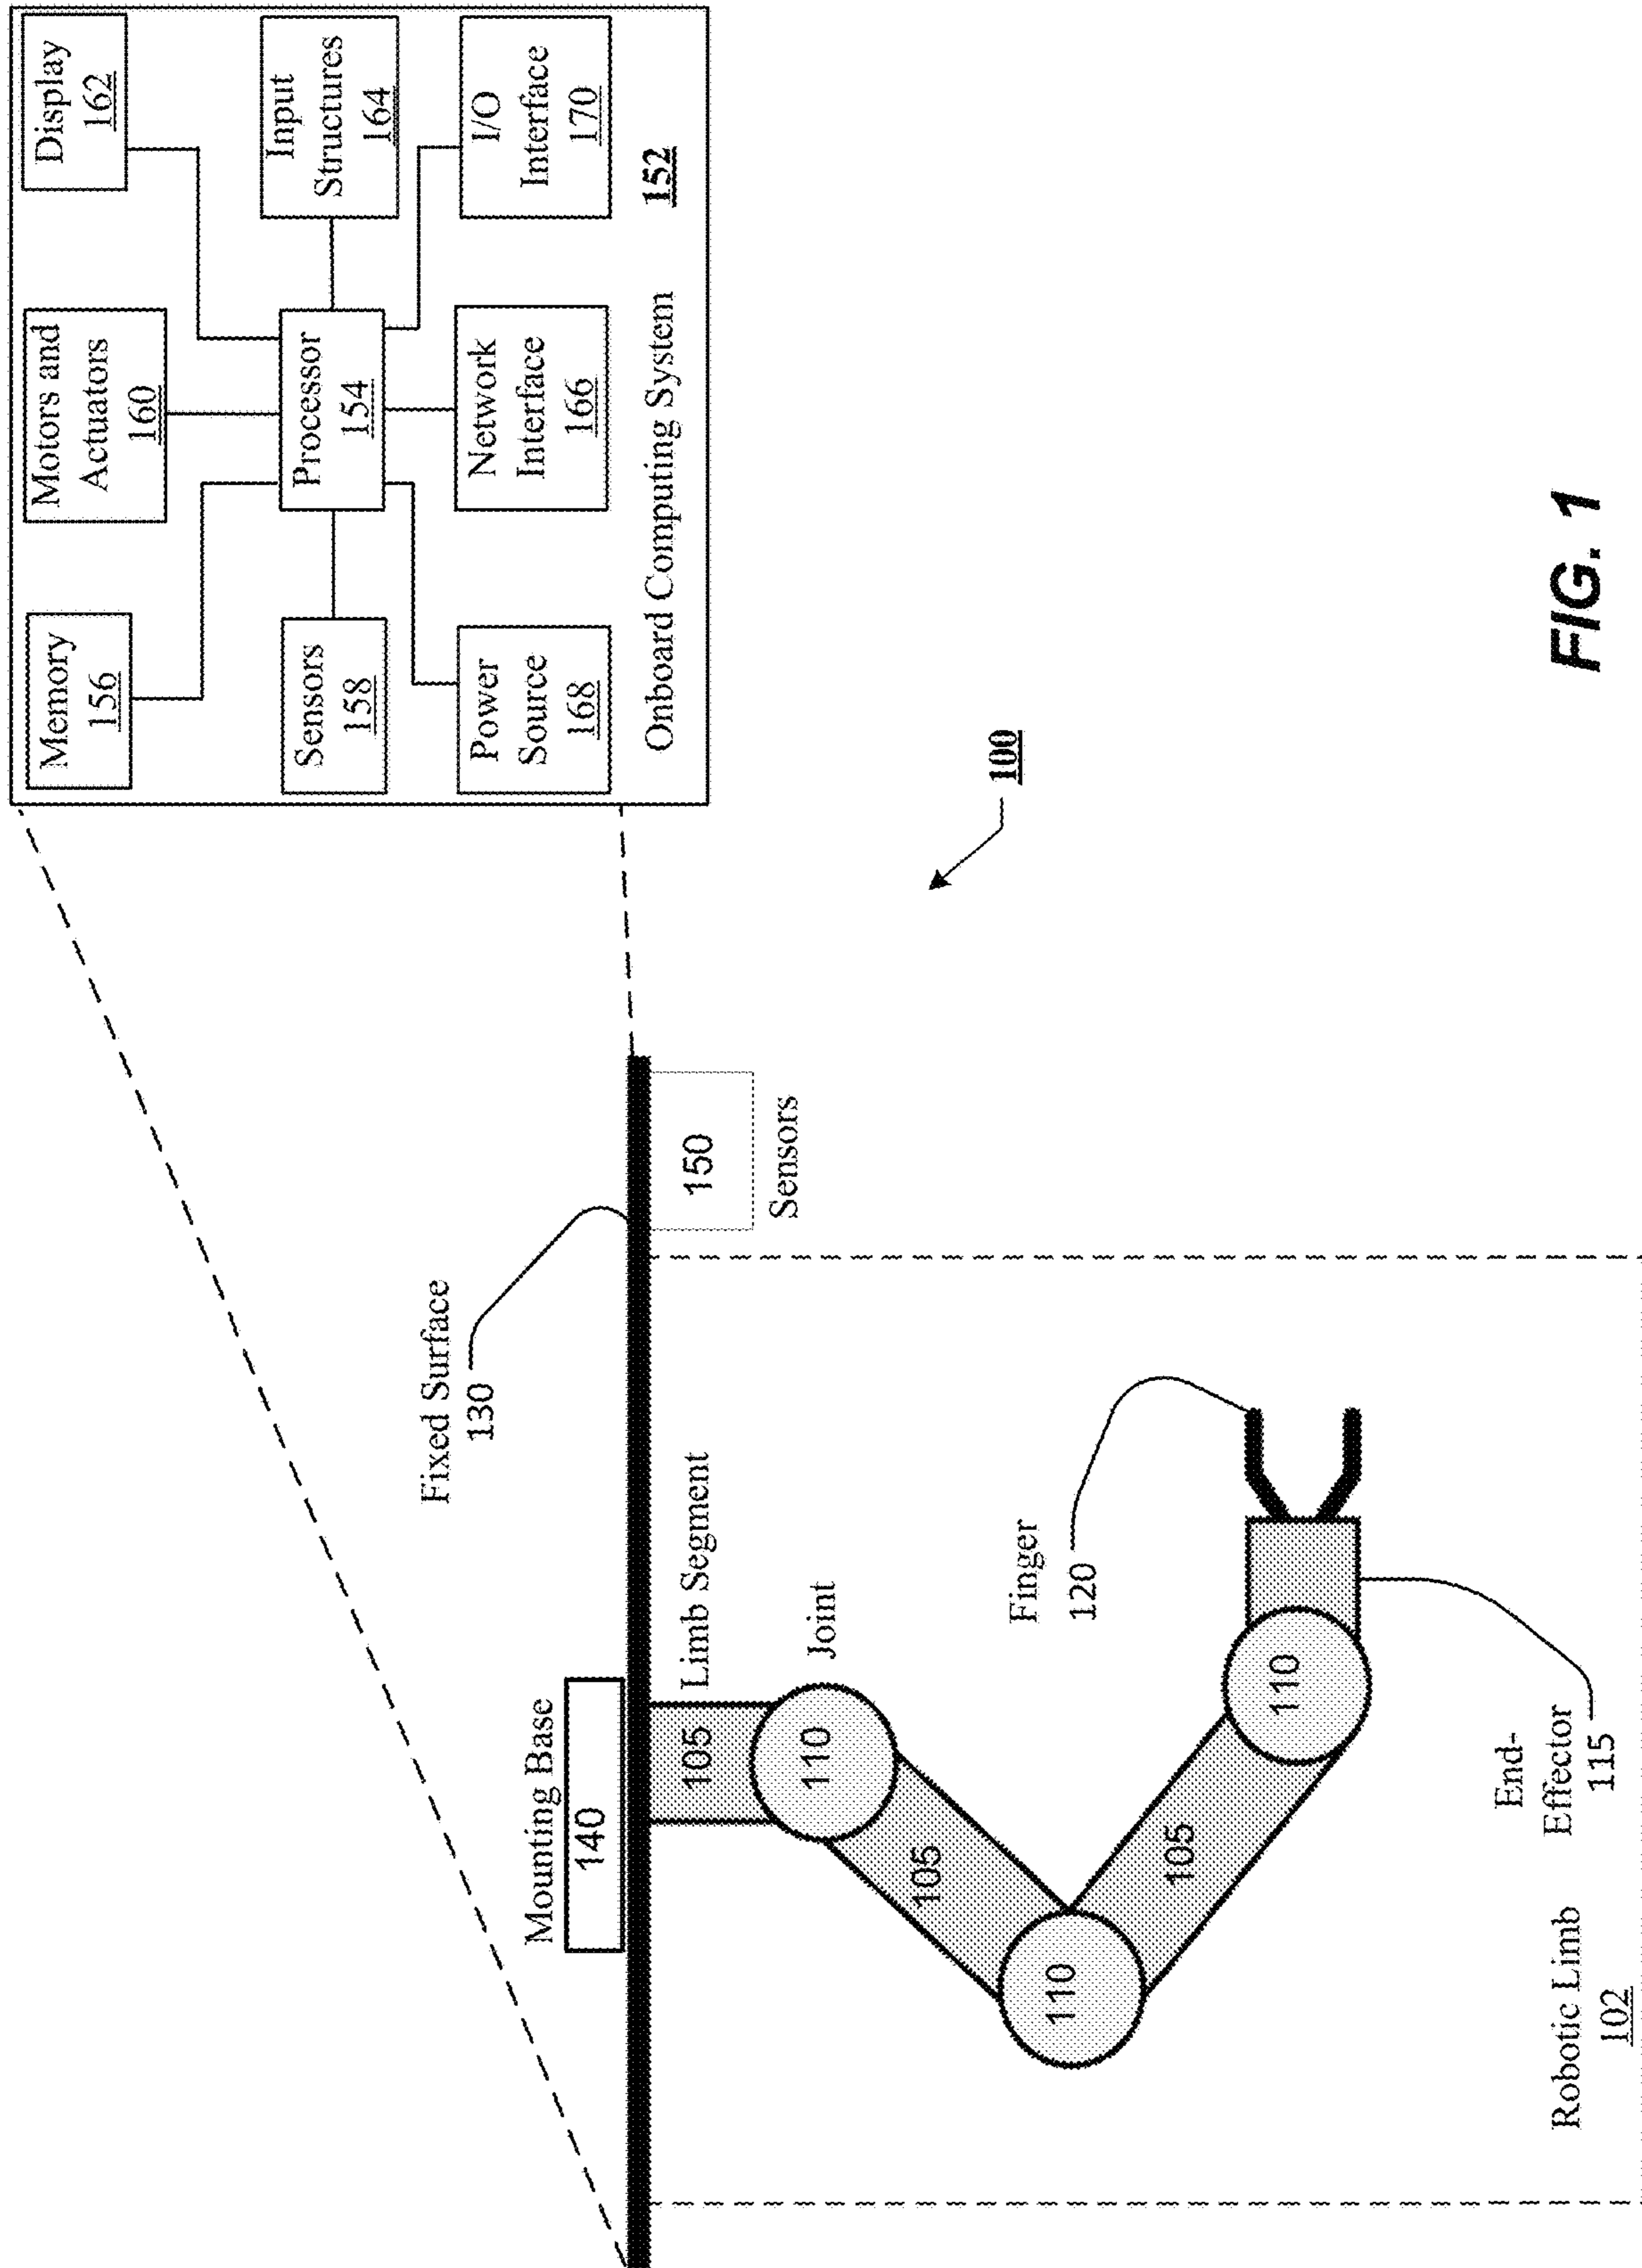 Memory
156
Motors and
Actuators
160
Display
162
Sensors
158
Processor
154
Input
Structures
164
Power
Source
168
Network
Interface
166
I/O
Interface
170
Onboard Computing System 152
Fixed Surface
130
Mounting Base
140
150
Sensors
105
Limb Segment
110
Joint
105
110
105
110
Finger
120
End-
Effector
115
Robotic Limb
102
100
FIG. 1